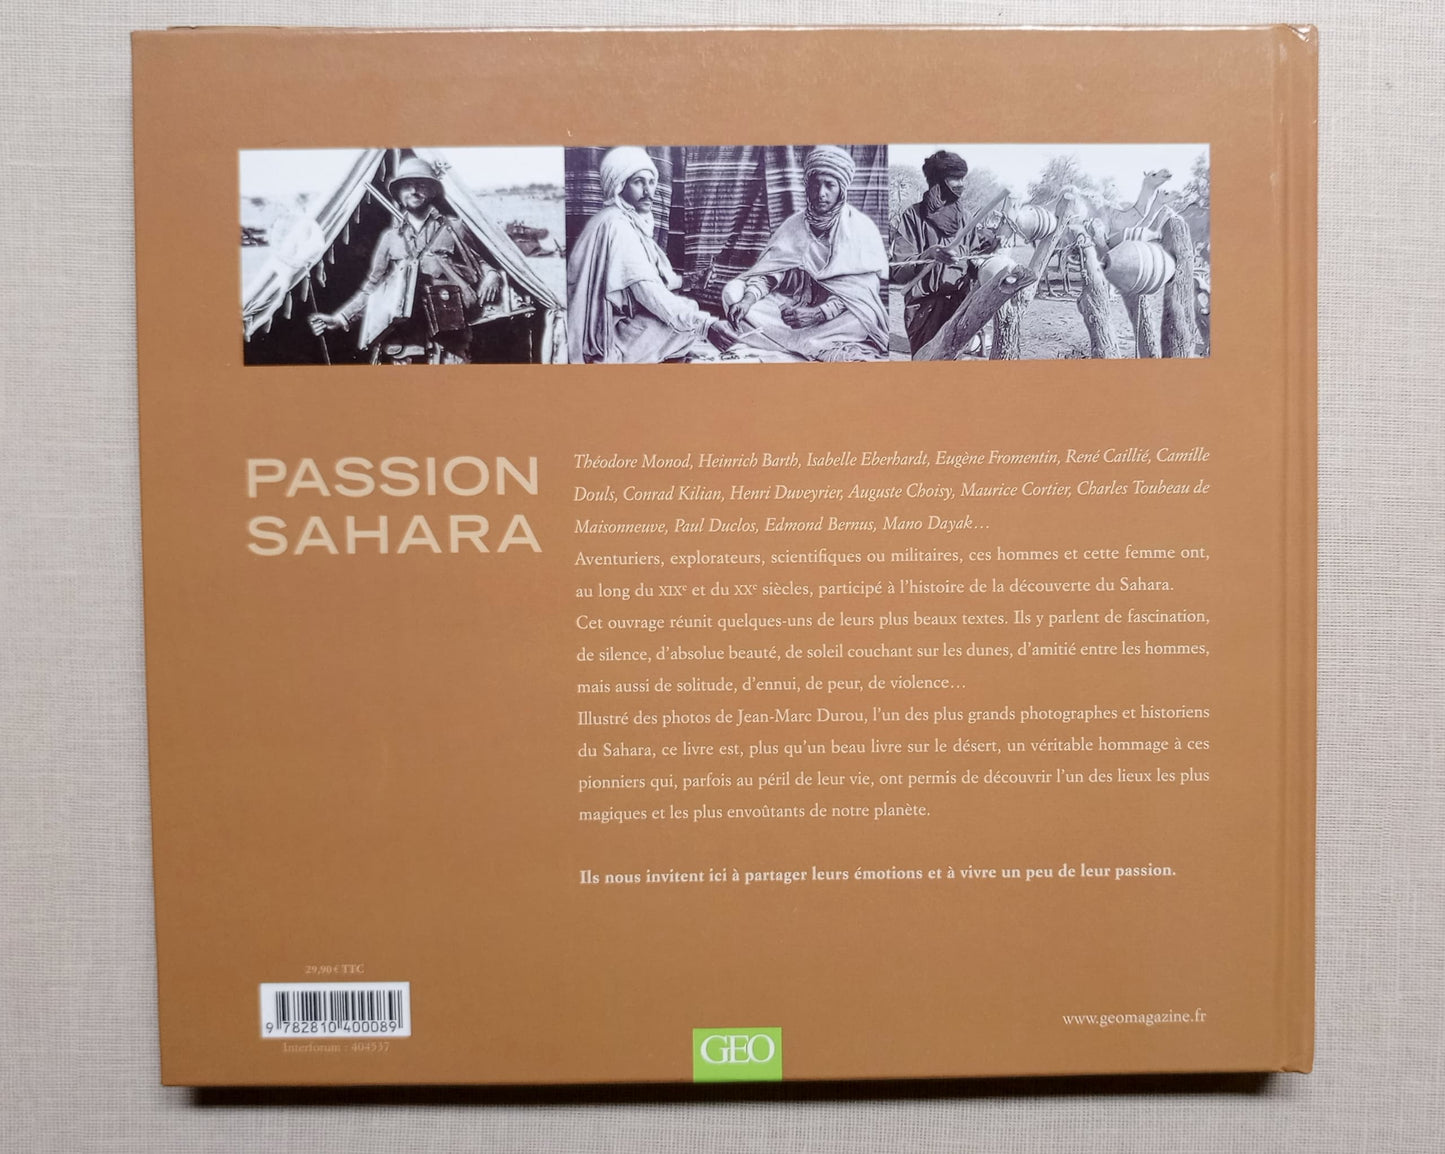 PASSION
SAHARA
Théodore Monod, Heinrich Barth, Isabelle Eberhardt, Eugène Fromentin, René Caillié, Camille
Douls, Conrad Kilian, Henri Duveyrier, Auguste Choisy, Maurice Cortier, Charles Toubeau de
Maisonneuve, Paul Duclos, Edmond Bernus, Mano Dayak…
Aventuriers, explorateurs, scientifiques ou militaires, ces hommes et cette femme ont,
au long du XIXe et du XXe siècles, participé à l'histoire de la découverte du Sahara.
Cet ouvrage réunit quelques-uns de leurs plus beaux textes. Ils y parlent de fascination,
de silence, d'absolue beauté, de soleil couchant sur les dunes, d'amitié entre les hommes,
mais aussi de solitude, d'ennui, de peur, de violence…
Illustré des photos de Jean-Marc Durou, l'un des plus grands photographes et historiens
du Sahara, ce livre est, plus qu'un beau livre sur le désert, un véritable hommage à ces
pionniers qui, parfois au péril de leur vie, ont permis de découvrir l'un des lieux les plus
magiques et les plus envoûtants de notre planète.
Ils nous invitent ici à partager leurs émotions et à vivre un peu de leur passion.
29,90 € TTC
9 782810 400089
Interforum : 404537
GEO
www.geomagazine.fr